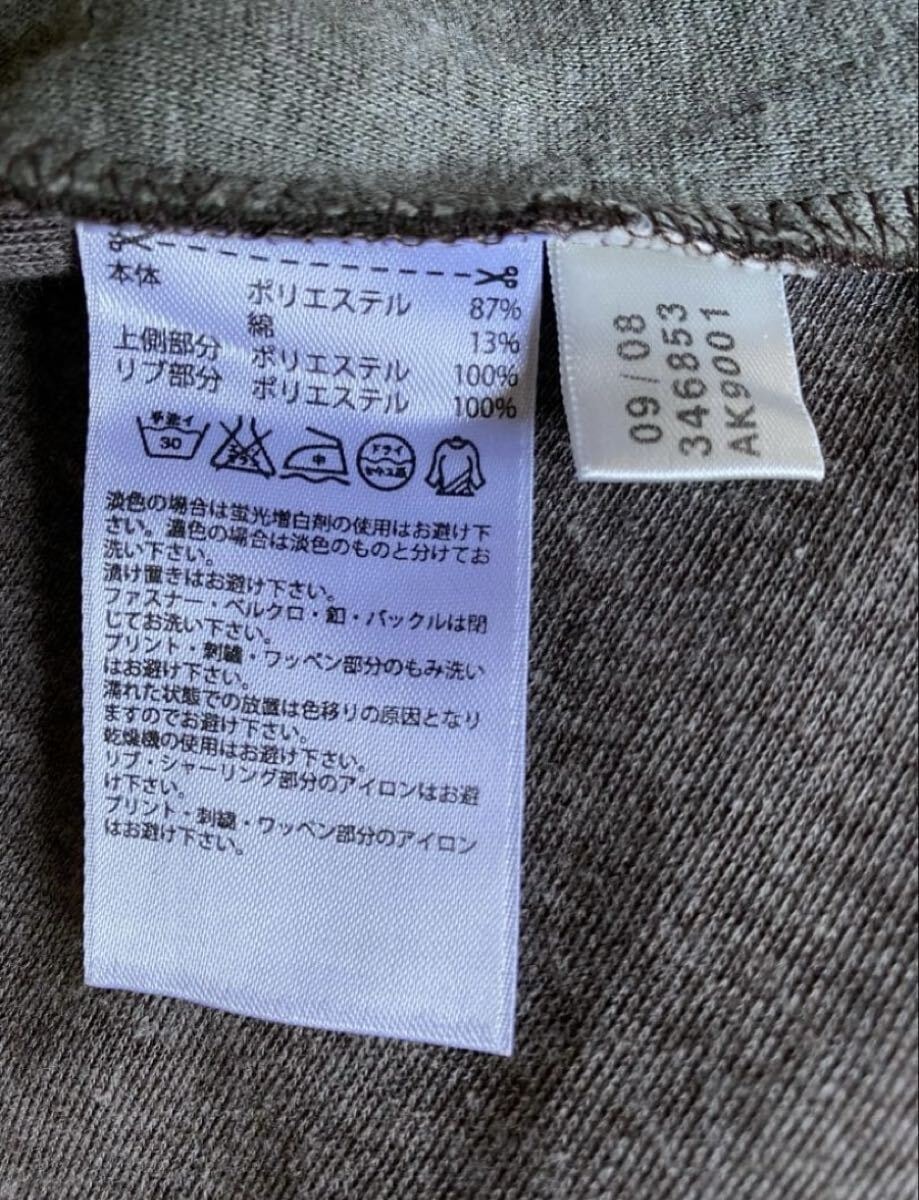 本体 ポリエステル 87%
綿 13%
上側部分 ポリエステル 100%
リブ部分 ポリエステル 100%
手洗イ 30
エンソサラシ
中
ドライ セキユ系
淡色の場合は蛍光増白剤の使用はお避け下
さい。濃色の場合は淡色のものと分けてお
洗い下さい。
漬け置きはお避け下さい。
ファスナー・ベルクロ・釦・バックルは閉
じてお洗い下さい。
プリント・刺繍・ワッペン部分のもみ洗い
はお避け下さい。
濡れた状態での放置は色移りの原因となり
ますのでお避け下さい。
乾燥機の使用はお避け下さい。
リブ・シャーリング部分のアイロンはお避
け下さい。
プリント・刺繍・ワッペン部分のアイロン
はお避け下さい。
09/08
346853
AK9001